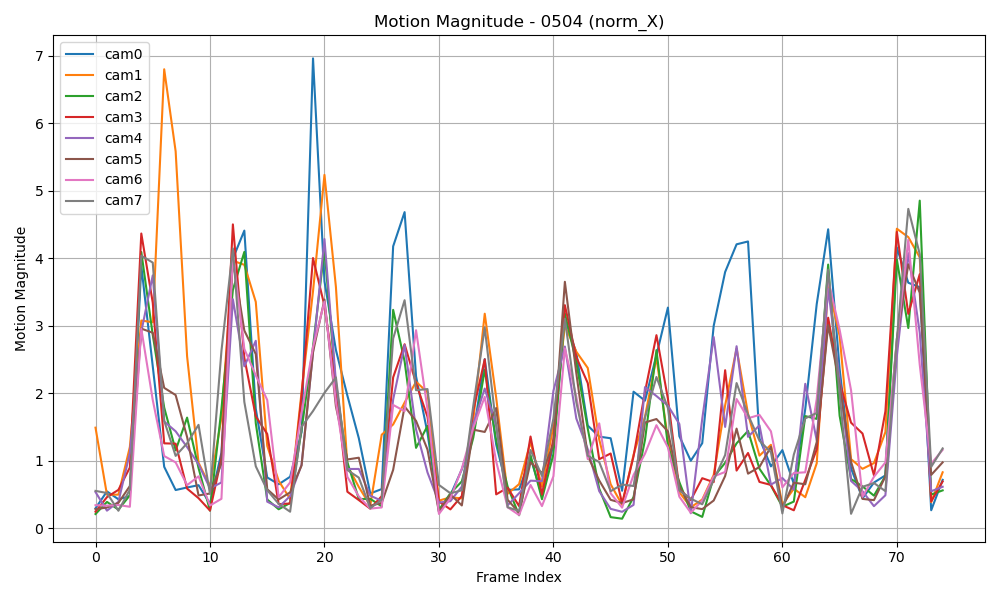 Motion Magnitude - 0504 (norm_X)
cam0
cam1
cam2
cam3
cam4
cam5
cam6
cam7
Motion Magnitude
7
6
5
4
3
2
1
0
0 10 20 30 40 50 60 70
Frame Index